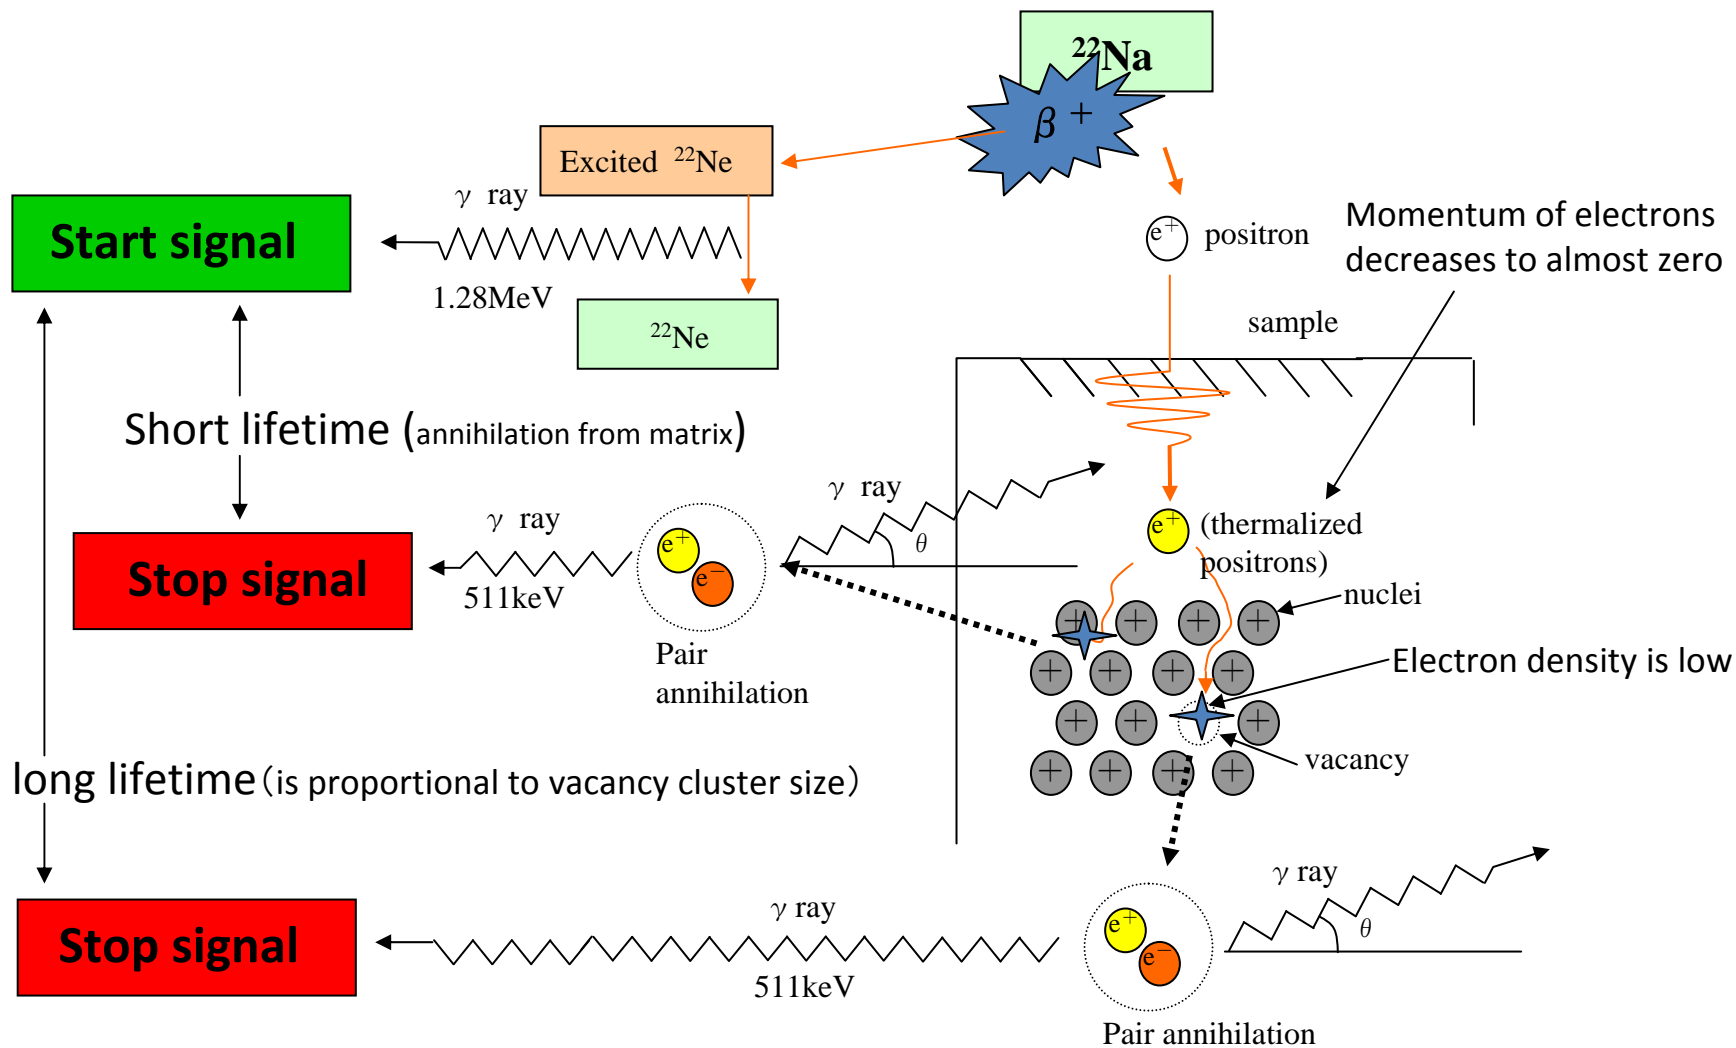 ²²Na
β⁺
Excited ²²Ne
γ ray
Start signal
1.28MeV
²²Ne
e⁺
positron
Momentum of electrons
decreases to almost zero
sample
Short lifetime (annihilation from matrix)
γ ray
θ
e⁺
(thermalized
positrons)
γ ray
Stop signal
511keV
e⁺
e⁻
Pair
annihilation
nuclei
+ + + +
+ + + +
Electron density is low
+ + +
vacancy
+ + + +
long lifetime (is proportional to vacancy cluster size)
γ ray
θ
γ ray
Stop signal
511keV
e⁺
e⁻
Pair annihilation